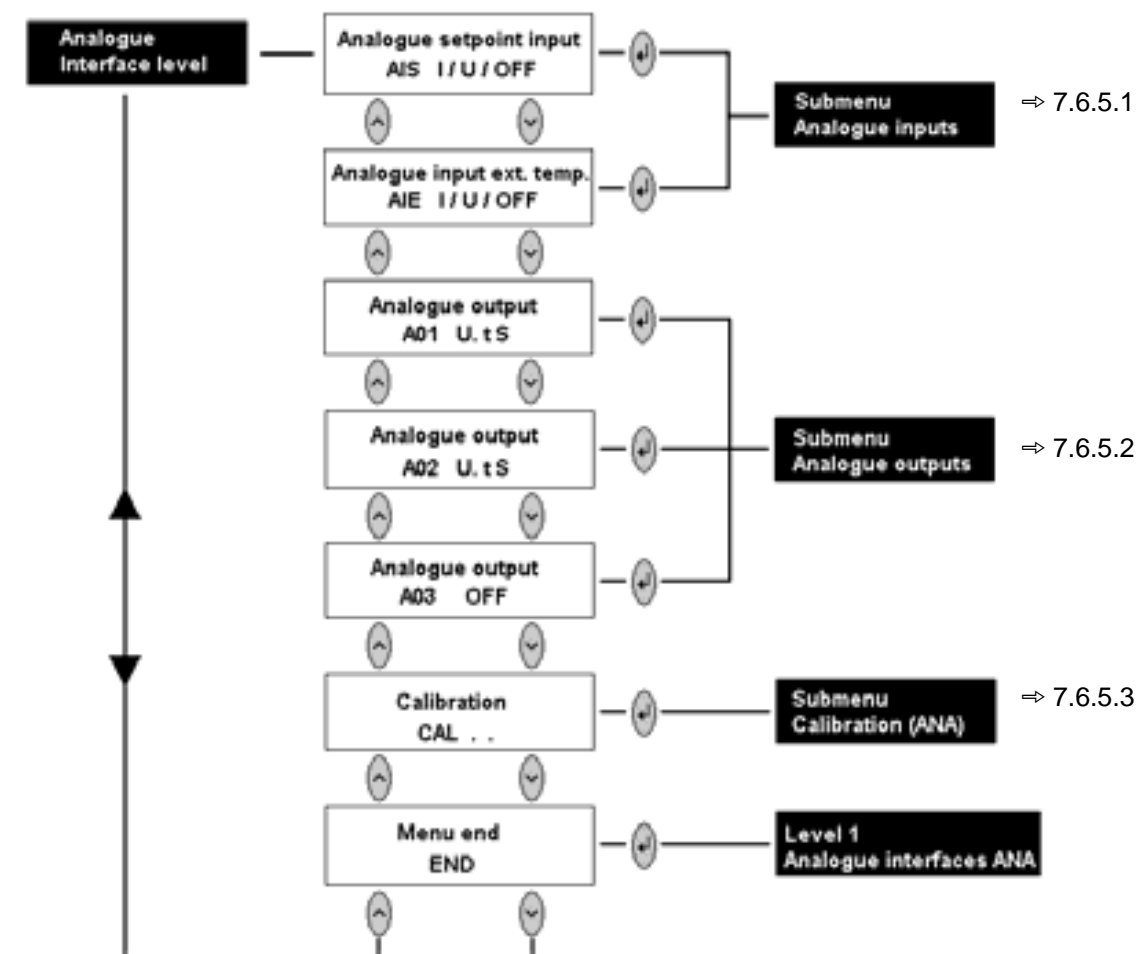 Analogue
Interface level
Analogue setpoint input
AIS I / U / OFF
Submenu
Analogue inputs
⇨ 7.6.5.1
Analogue input ext. temp.
AIE I / U / OFF
Analogue output
A01 U. t S
Analogue output
A02 U. t S
Submenu
Analogue outputs
⇨ 7.6.5.2
Analogue output
A03 OFF
Calibration
CAL . .
Submenu
Calibration (ANA)
⇨ 7.6.5.3
Menu end
END
Level 1
Analogue interfaces ANA